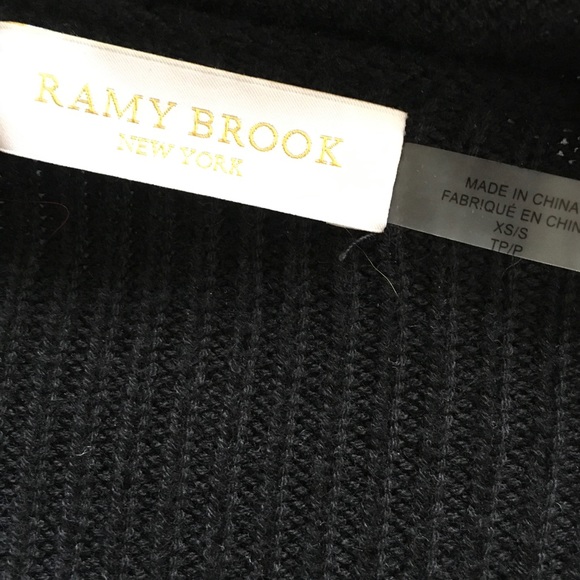 RAMY BROOK
NEW YORK
MADE IN CHINA
FABRIQUÉ EN CHIN
XS/S
TP/P